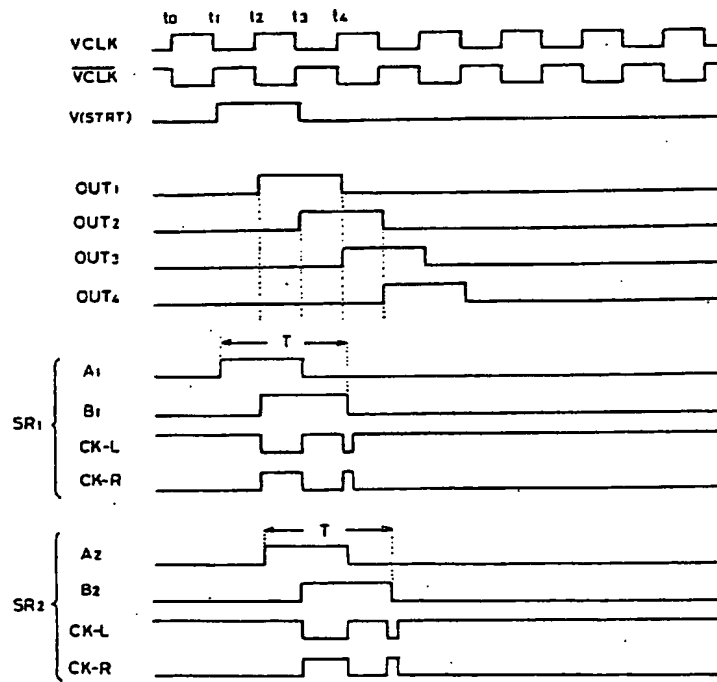 t0 t1 t2 t3 t4
VCLK
VCLK
V(STRT)
OUT1
OUT2
OUT3
OUT4
T
A1
B1
SR1
CK-L
CK-R
T
A2
B2
SR2
CK-L
CK-R